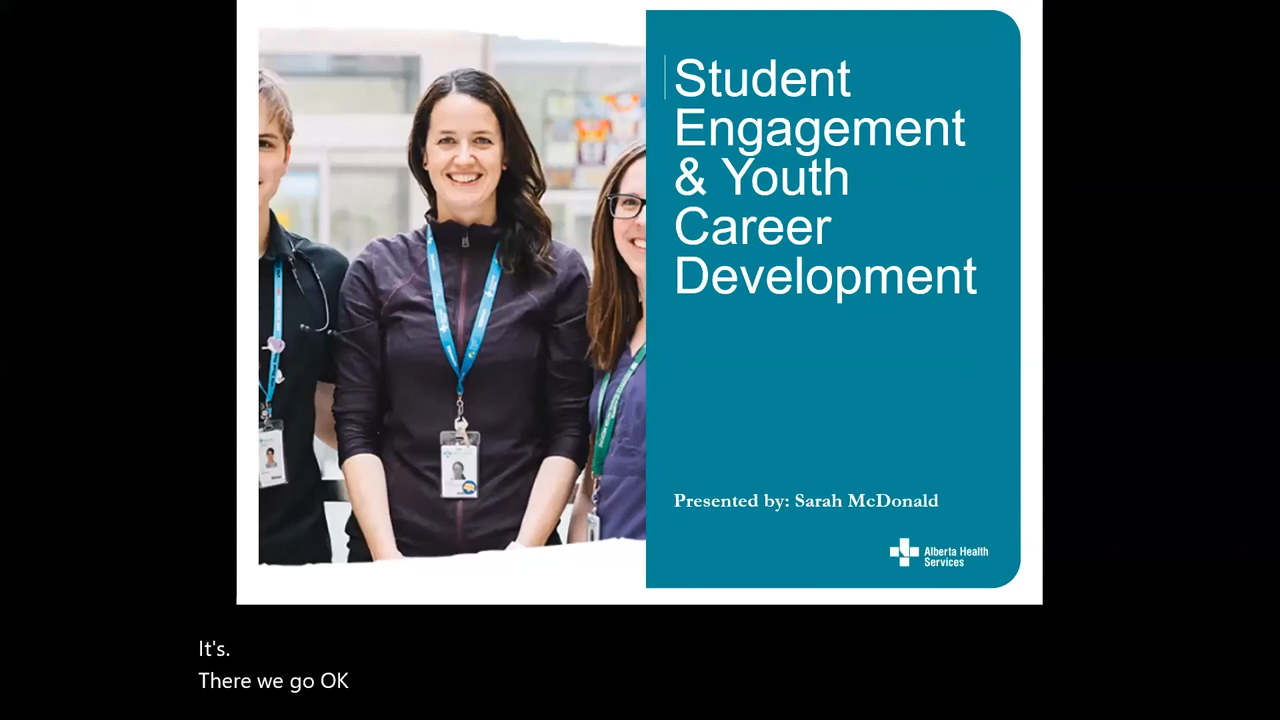 Student
Engagement
& Youth
Career
Development
Presented by: Sarah McDonald
Alberta Health
Services
It's.
There we go OK